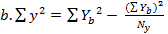 b. ∑ y² = ∑ Y_b² − (∑ Y_b)² / N_y